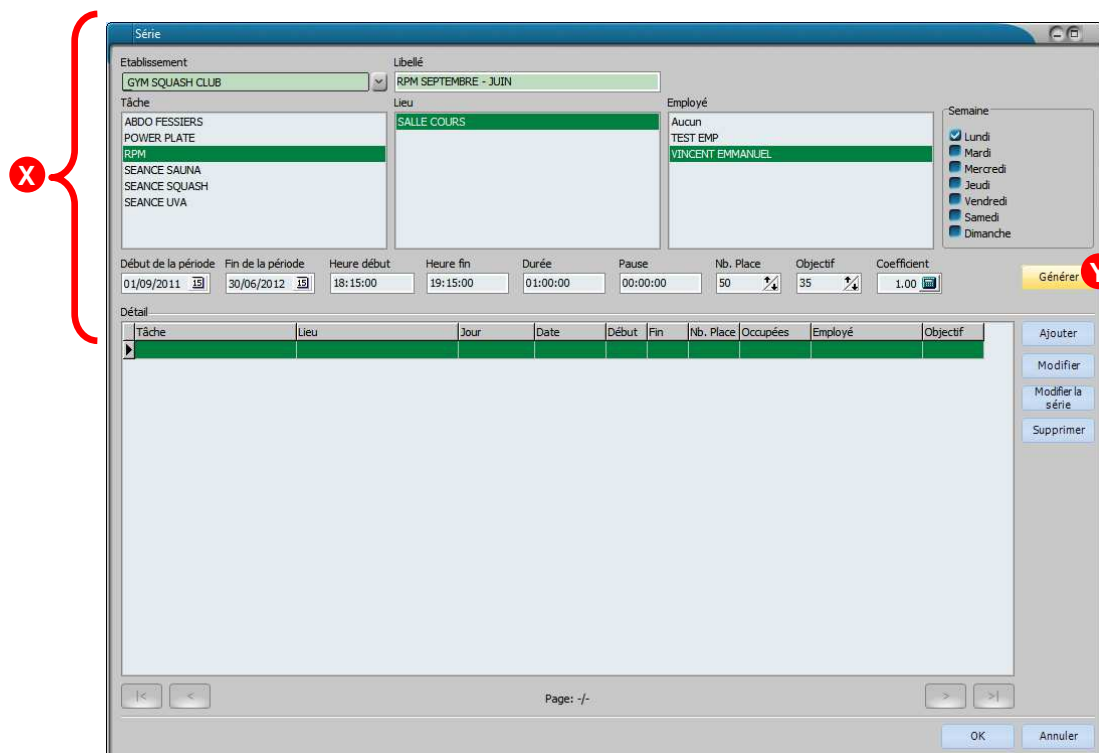 Série
Etablissement Libellé
GYM SQUASH CLUB RPM SEPTEMBRE - JUIN
Tâche Lieu Employé Semaine
ABDO FESSIERS SALLE COURS Aucun
POWER PLATE TEST EMP Lundi
RPM VINCENT EMMANUEL Mardi
SEANCE SAUNA Mercredi
SEANCE SQUASH Jeudi
SEANCE UVA Vendredi
Samedi
Dimanche
X
Début de la période Fin de la période Heure début Heure fin Durée Pause Nb. Place Objectif Coefficient
01/09/2011 15 30/06/2012 15 18:15:00 19:15:00 01:00:00 00:00:00 50 35 1.00 Générer Y
Détail
Tâche Lieu Jour Date Début Fin Nb. Place Occupées Employé Objectif
Ajouter
Modifier
Modifier la
série
Supprimer
|< < Page: -/- > >|
OK Annuler